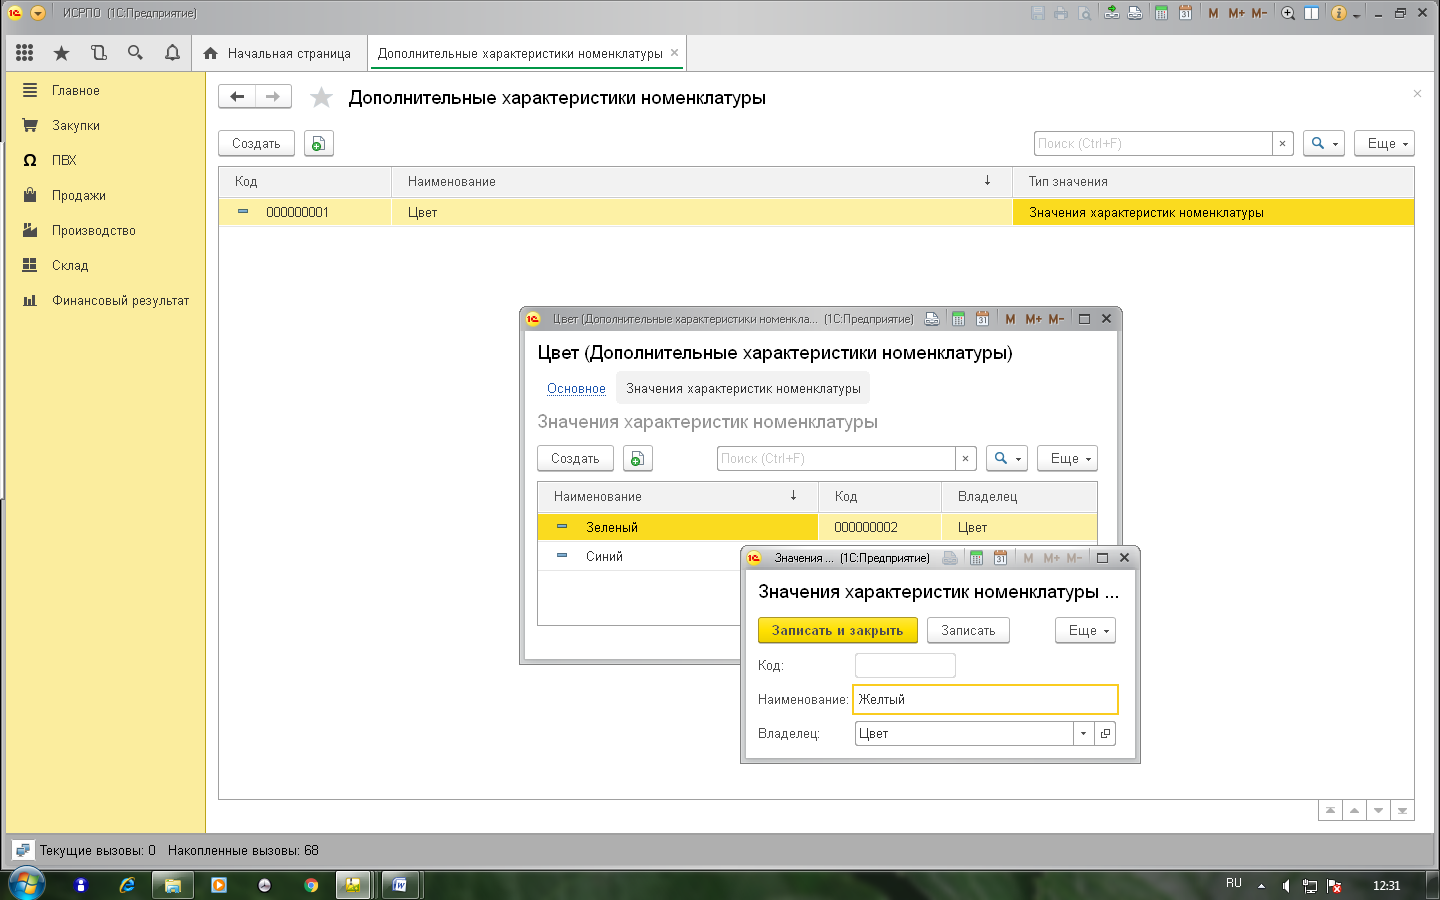 ИСРПО (1С:Предприятие)
M M+ M-
Начальная страница
Дополнительные характеристики номенклатуры
Главное
Закупки
ПВХ
Продажи
Производство
Склад
Финансовый результат
Дополнительные характеристики номенклатуры
Создать
Поиск (Ctrl+F)
Еще
Код Наименование Тип значения
000000001 Цвет Значения характеристик номенклатуры
Цвет (Дополнительные характеристики номенкла... (1С:Предприятие)
31 M M+ M-
Цвет (Дополнительные характеристики номенклатуры)
Основное Значения характеристик номенклатуры
Значения характеристик номенклатуры
Создать Поиск (Ctrl+F) Еще
Наименование Код Владелец
Зеленый 000000002 Цвет
Синий
Значения ... (1С:Предприятие)
31 M M+ M-
Значения характеристик номенклатуры ...
Записать и закрыть Записать Еще
Код:
Наименование: Желтый
Владелец: Цвет
Текущие вызовы: 0 Накопленные вызовы: 68
RU 12:31